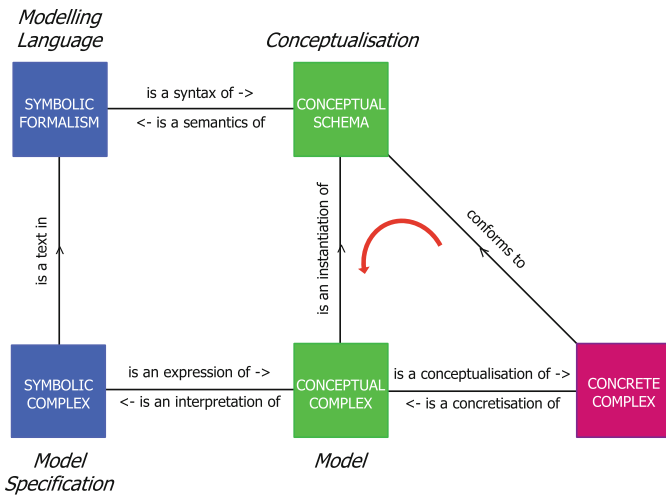 Modelling
Language
Conceptualisation
SYMBOLIC
FORMALISM
is a syntax of ->
<- is a semantics of
CONCEPTUAL
SCHEMA
is a text in
is an instantiation of
conforms to
SYMBOLIC
COMPLEX
is an expression of ->
<- is an interpretation of
CONCEPTUAL
COMPLEX
is a conceptualisation of ->
<- is a concretisation of
CONCRETE
COMPLEX
Model
Specification
Model